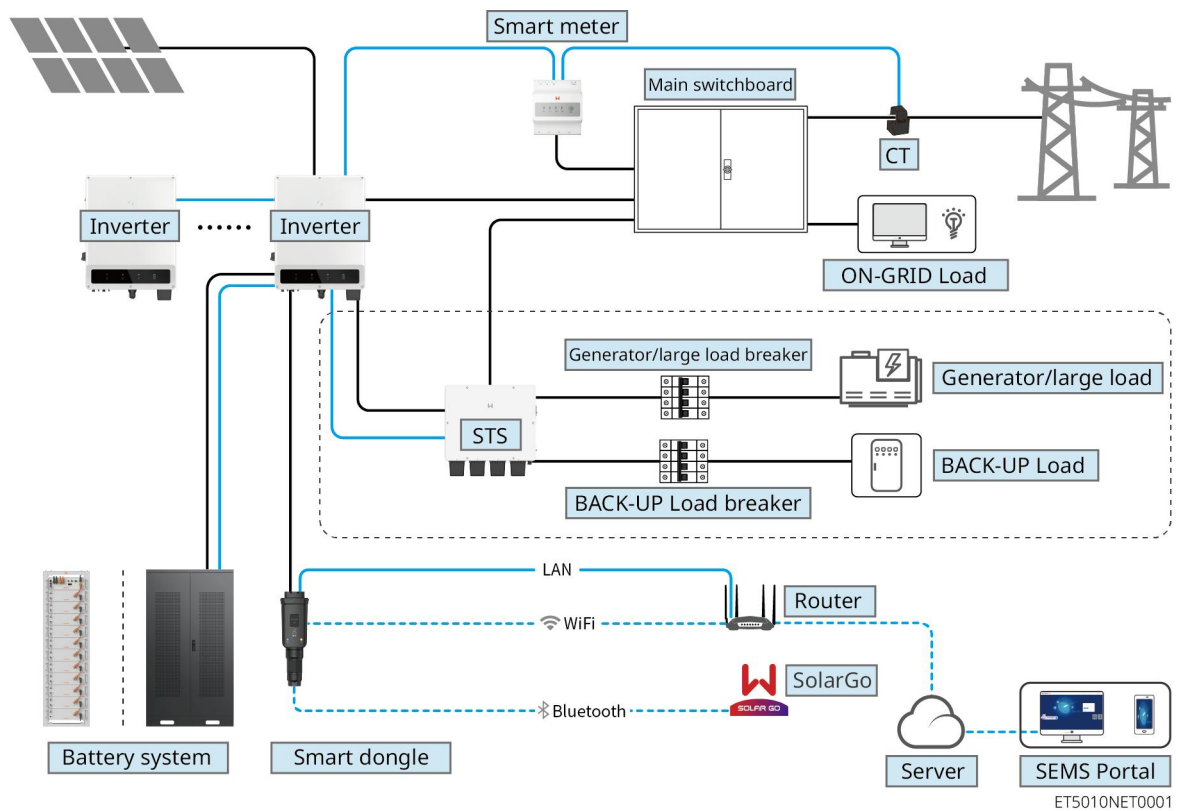 Smart meter
Main switchboard
CT
Inverter
......
Inverter
ON-GRID Load
Generator/large load breaker
Generator/large load
STS
BACK-UP Load
BACK-UP Load breaker
LAN
WiFi
Router
SolarGo
SOLAR GO
Bluetooth
Battery system
Smart dongle
Server
SEMS Portal
ET5010NET0001